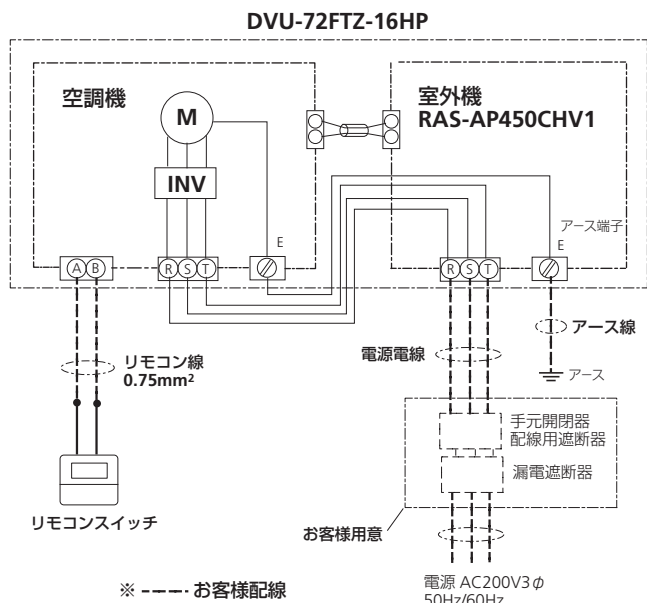 DVU-72FTZ-16HP
空調機
M
INV
室外機
RAS-AP450CHV1
アース端子
E
E
A B
R S T
R S T
リモコン線
0.75mm²
電源電線
アース線
アース
手元開閉器
配線用遮断器
漏電遮断器
リモコンスイッチ
お客様用意
※ ----- お客様配線
電源 AC200V3φ
50Hz/60Hz